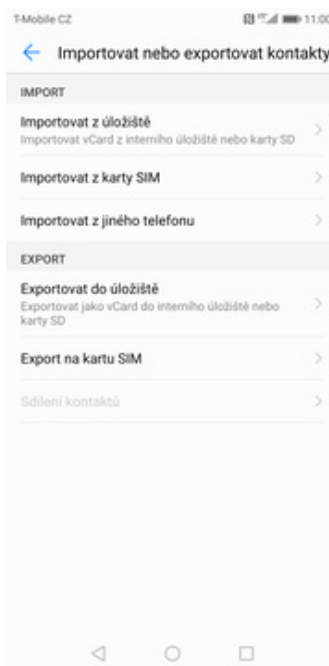 T-Mobile CZ 11:00
Importovat nebo exportovat kontakty
IMPORT
Importovat z úložiště
Importovat vCard z interního úložiště nebo karty SD
Importovat z karty SIM
Importovat z jiného telefonu
EXPORT
Exportovat do úložiště
Exportovat jako vCard do interního úložiště nebo
karty SD
Export na kartu SIM
Sdílení kontaktů